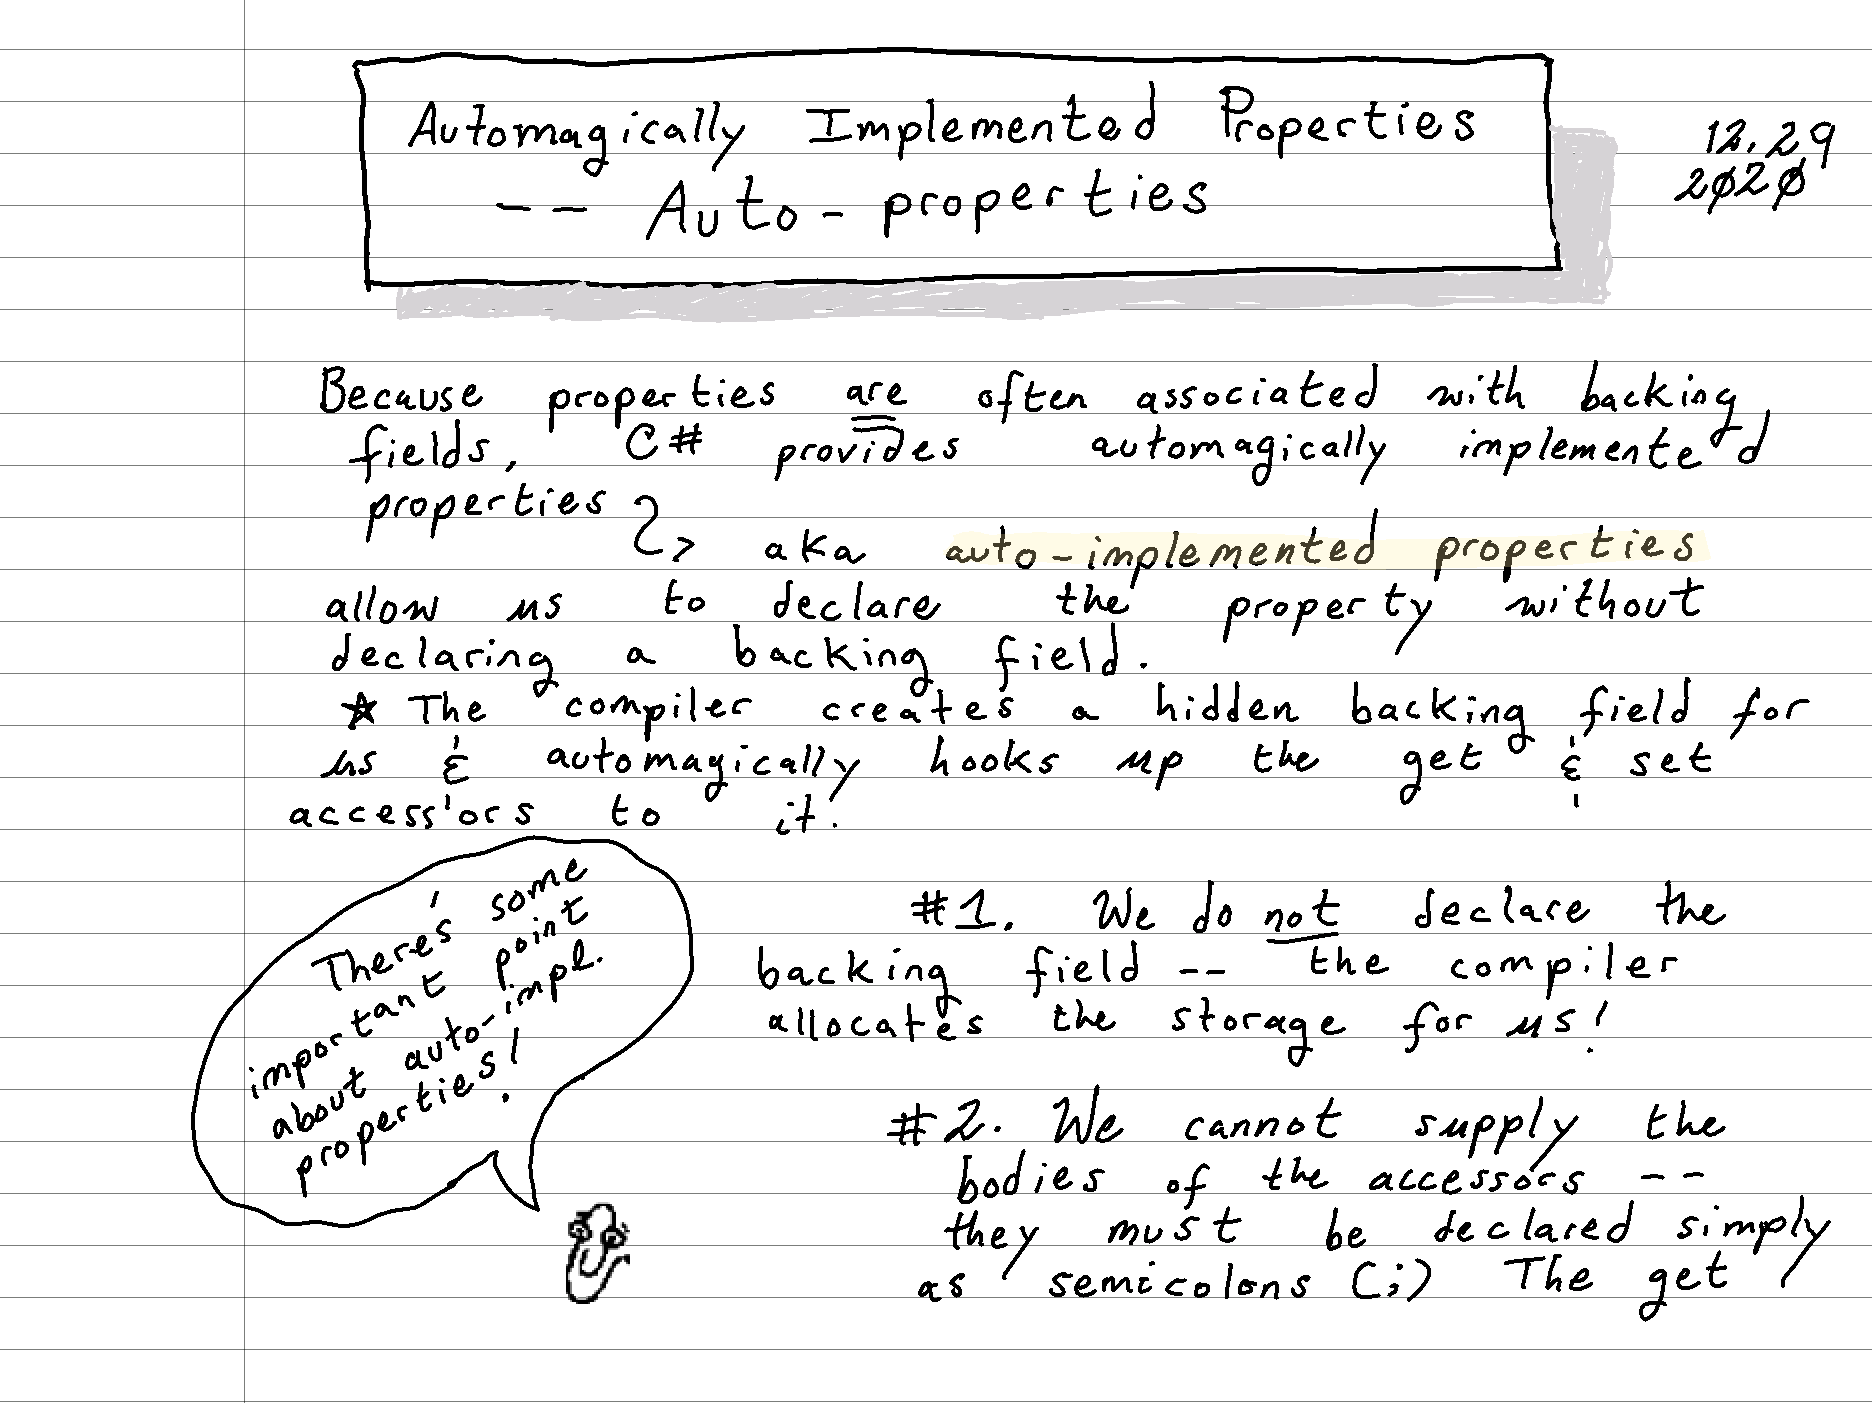 Automagically Implemented Properties
-- Auto-properties
12.29
2020
Because properties are often associated with backing
fields, C# provides automagically implemented
properties
aka auto-implemented properties
allow us to declare the property without
declaring a backing field.
★ The compiler creates a hidden backing field for
us & automagically hooks up the get & set
access'ors to it.
There's some
important point
about auto-impl.
properties!
#1. We do not declare the
backing field -- the compiler
allocates the storage for us!
#2. We cannot supply the
bodies of the accessors --
they must be declared simply
as semicolons (;) The get